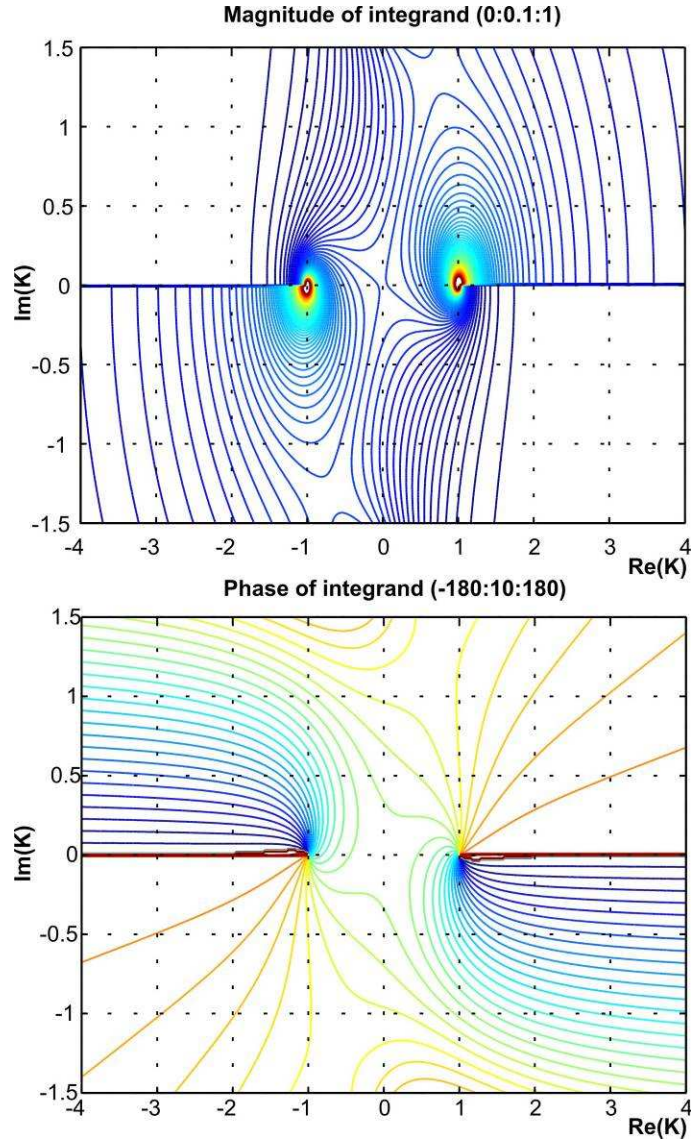 Magnitude of integrand (0:0.1:1)
1.5
1
0.5
0
-0.5
-1
-1.5
Im(K)
-4 -3 -2 -1 0 1 2 3 4
Re(K)
Phase of integrand (-180:10:180)
1.5
1
0.5
0
-0.5
-1
-1.5
Im(K)
-4 -3 -2 -1 0 1 2 3 4
Re(K)